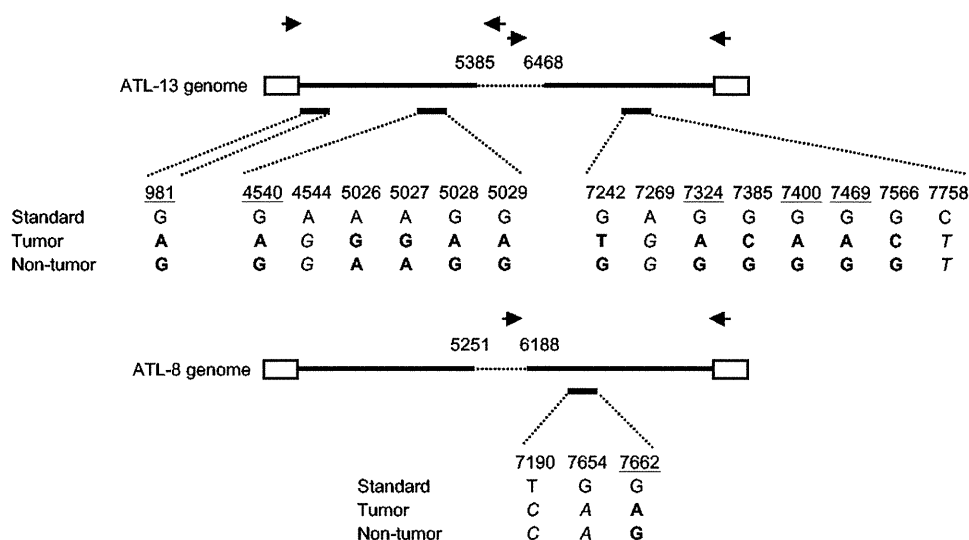 5385 6468
ATL-13 genome
981 4540 4544 5026 5027 5028 5029 7242 7269 7324 7385 7400 7469 7566 7758
Standard G G A A A G G G A G G G G G C
Tumor A A G G G A A T G A C A A C T
Non-tumor G G G A A G G G G G G G G G T
5251 6188
ATL-8 genome
7190 7654 7662
Standard T G G
Tumor C A A
Non-tumor C A G